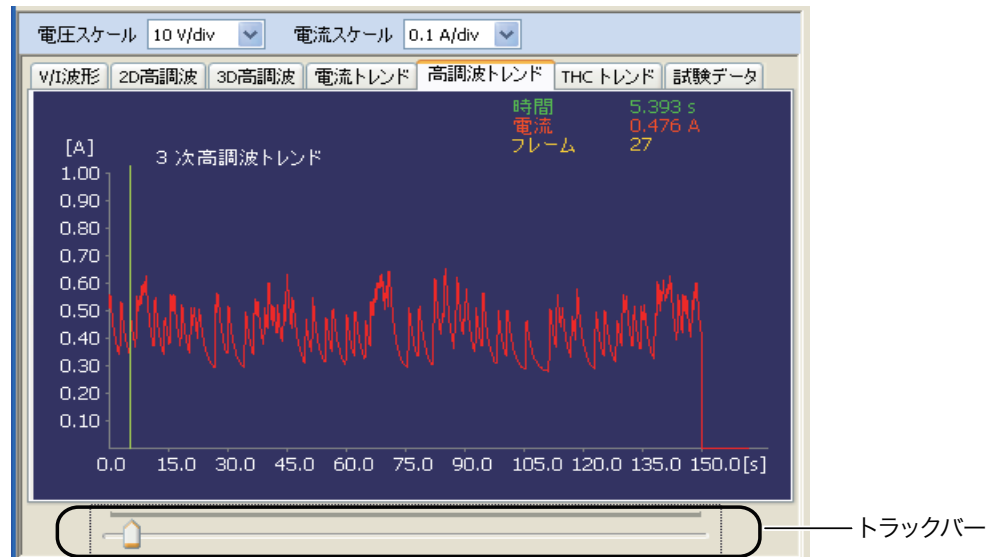 電圧スケール 10 V/div 電流スケール 0.1 A/div
V/I波形 2D高調波 3D高調波 電流トレンド 高調波トレンド THC トレンド 試験データ
時間 5.393 s
電流 0.476 A
フレーム 27
[A]
3 次高調波トレンド
1.00
0.90
0.80
0.70
0.60
0.50
0.40
0.30
0.20
0.10
0.0 15.0 30.0 45.0 60.0 75.0 90.0 105.0 120.0 135.0 150.0[s]
トラックバー